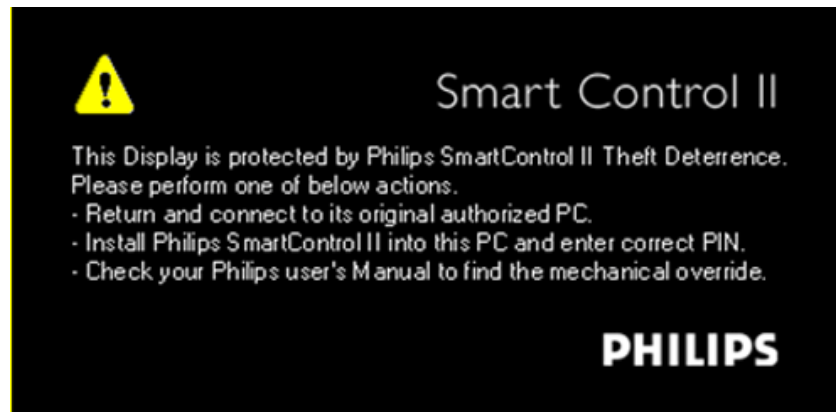 Smart Control II
This Display is protected by Philips SmartControl II Theft Deterrence.
Please perform one of below actions.
- Return and connect to its original authorized PC.
- Install Philips SmartControl II into this PC and enter correct PIN.
- Check your Philips user's Manual to find the mechanical override.
PHILIPS